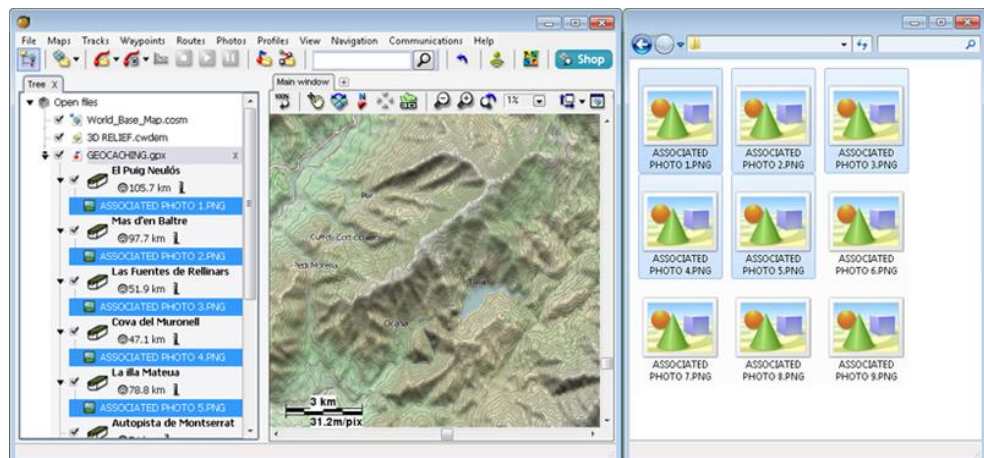 File Maps Tracks Waypoints Routes Photos Profiles View Navigation Communications Help
Shop
Tree X
Main window
Open files
100%
1%
World_Base_Map.cosm
3D RELIEF.cwdem
GEOCACHING.gpx x
El Puig Neulós
105.7 km
ASSOCIATED PHOTO 1.PNG
Mas d'en Baltre
97.7 km
ASSOCIATED PHOTO 2.PNG
Las Fuentes de Rellinars
51.9 km
ASSOCIATED PHOTO 3.PNG
Cova del Muronell
47.1 km
ASSOCIATED PHOTO 4.PNG
La illa Mateua
78.8 km
ASSOCIATED PHOTO 5.PNG
Autopista de Montserrat
3 km
31.2m/pix
ASSOCIATED PHOTO 1.PNG
ASSOCIATED PHOTO 2.PNG
ASSOCIATED PHOTO 3.PNG
ASSOCIATED PHOTO 4.PNG
ASSOCIATED PHOTO 5.PNG
ASSOCIATED PHOTO 6.PNG
ASSOCIATED PHOTO 7.PNG
ASSOCIATED PHOTO 8.PNG
ASSOCIATED PHOTO 9.PNG